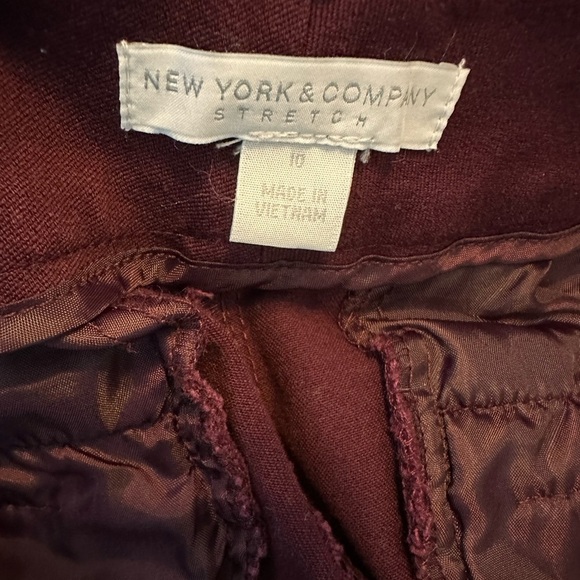 NEW YORK & COMPANY
STRETCH
10
MADE IN
VIETNAM